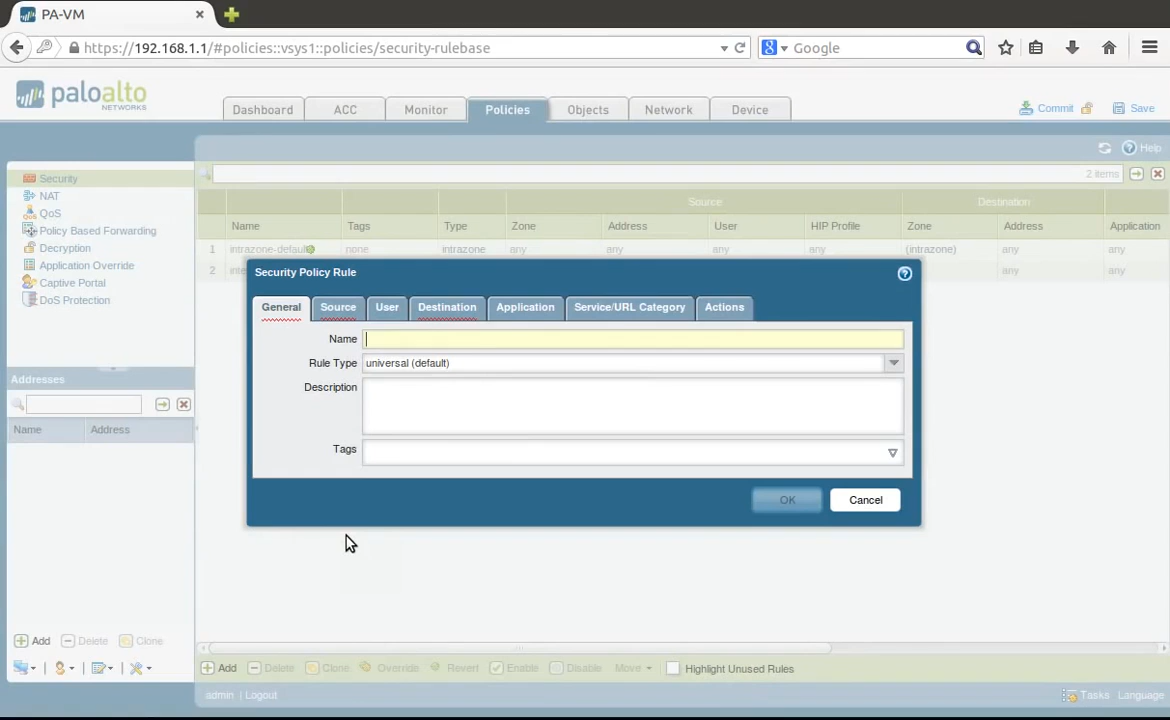 PA-VM
https://192.168.1.1/#policies::vsys1::policies/security-rulebase
Google
paloalto
NETWORKS
Dashboard
ACC
Monitor
Policies
Objects
Network
Device
Commit
Save
Help
Security
NAT
QoS
Policy Based Forwarding
Decryption
Application Override
Captive Portal
DoS Protection
2 items
Source
Destination
Name
Tags
Type
Zone
Address
User
HIP Profile
Zone
Address
Application
1 intrazone-default none intrazone any any any any (intrazone) any any
2 any any
Security Policy Rule
General
Source
User
Destination
Application
Service/URL Category
Actions
Name
Rule Type universal (default)
Description
Tags
OK
Cancel
Addresses
Name
Address
Add
Delete
Clone
Add
Delete
Clone
Override
Revert
Enable
Disable
Move
Highlight Unused Rules
admin | Logout
Tasks
Language